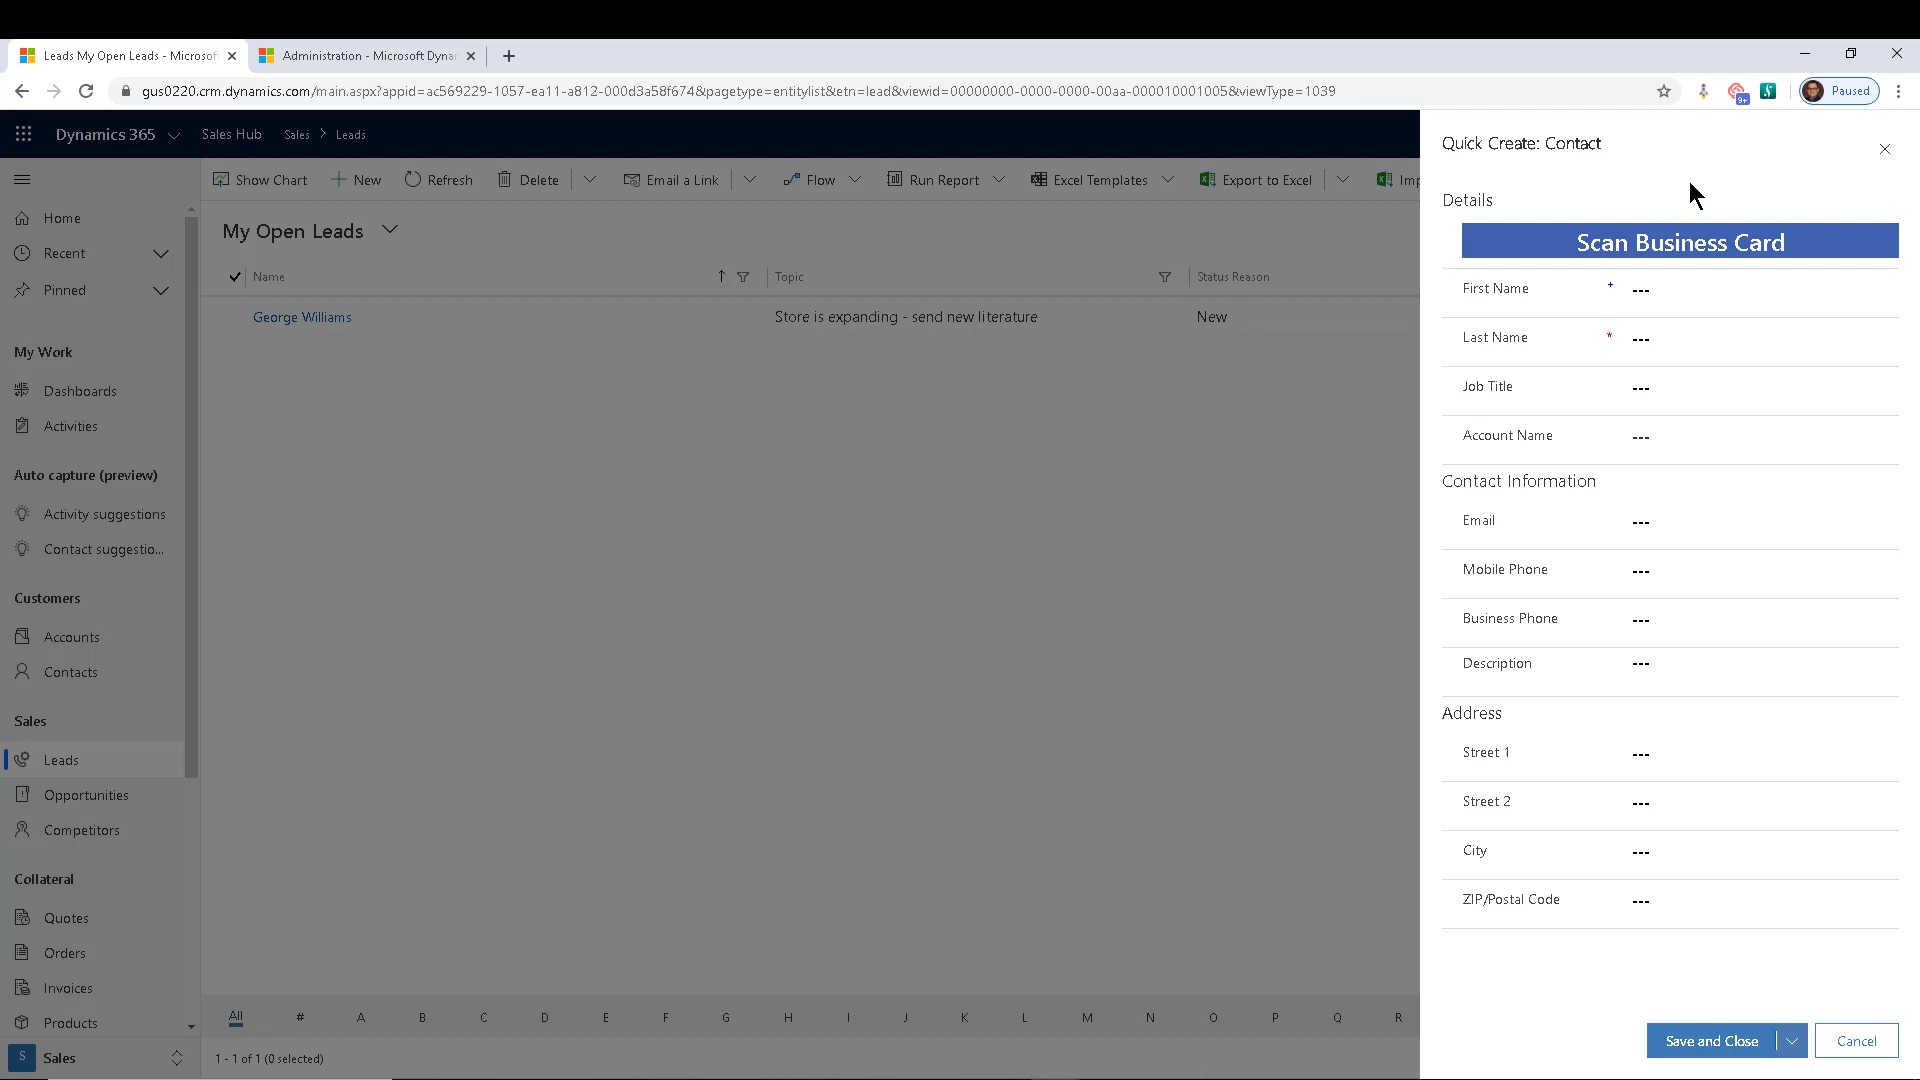 Leads My Open Leads - Microsof
Administration - Microsoft Dynar
gus0220.crm.dynamics.com/main.aspx?appid=ac569229-1057-ea11-a812-000d3a58f674&pagetype=entitylist&etn=lead&viewid=00000000-0000-0000-00aa-000010001005&viewType=1039
9+
Paused
Dynamics 365
Sales Hub
Sales > Leads
Show Chart
New
Refresh
Delete
Email a Link
Flow
Run Report
Excel Templates
Export to Excel
Imp
Home
Recent
Pinned
My Work
Dashboards
Activities
Auto capture (preview)
Activity suggestions
Contact suggestio...
Customers
Accounts
Contacts
Sales
Leads
Opportunities
Competitors
Collateral
Quotes
Orders
Invoices
Products
S Sales
My Open Leads
Name
Topic
Status Reason
George Williams
Store is expanding - send new literature
New
All # A B C D E F G H I J K L M N O P Q R
1 - 1 of 1 (0 selected)
Quick Create: Contact
Details
Scan Business Card
First Name + ---
Last Name * ---
Job Title ---
Account Name ---
Contact Information
Email ---
Mobile Phone ---
Business Phone ---
Description ---
Address
Street 1 ---
Street 2 ---
City ---
ZIP/Postal Code ---
Save and Close
Cancel